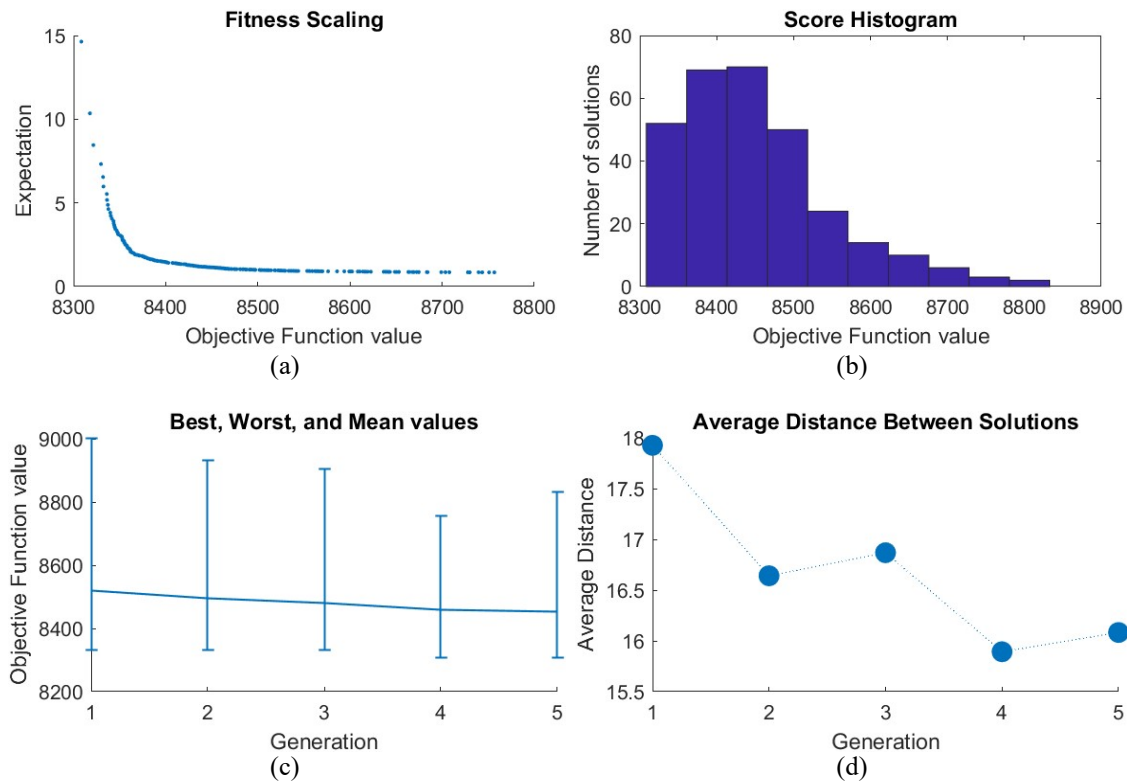 Fitness Scaling
15
10
5
0
Expectation
8300 8400 8500 8600 8700 8800
Objective Function value
(a)
Score Histogram
80
60
40
20
0
Number of solutions
8300 8400 8500 8600 8700 8800 8900
Objective Function value
(b)
Best, Worst, and Mean values
9000
8800
8600
8400
8200
Objective Function value
1 2 3 4 5
Generation
(c)
Average Distance Between Solutions
18
17.5
17
16.5
16
15.5
Average Distance
1 2 3 4 5
Generation
(d)